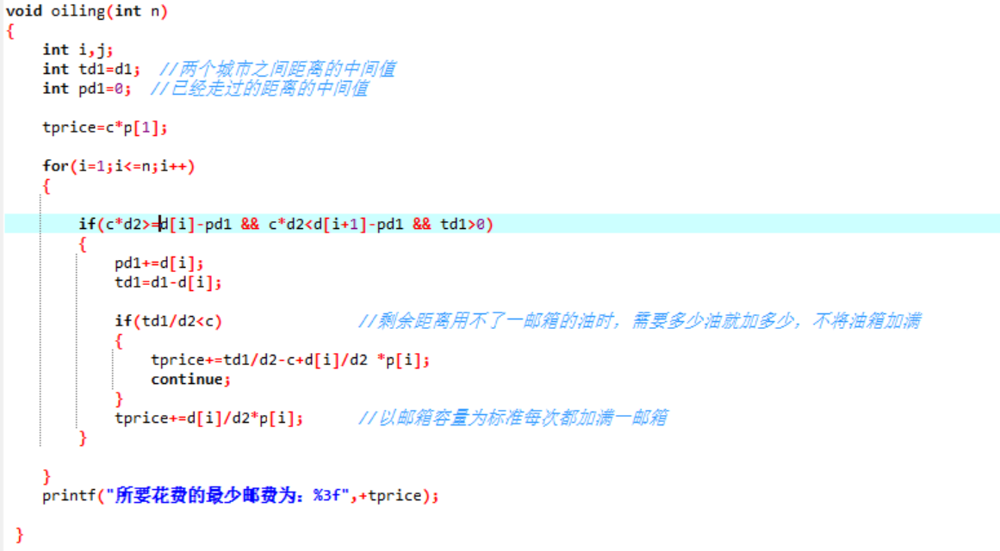 void oiling(int n)
{
int i,j;
int td1=d1; //两个城市之间距离的中间值
int pd1=0; //已经走过的距离的中间值
tprice=c*p[1];
for(i=1;i<=n;i++)
{
if(c*d2>=d[i]-pd1 && c*d2<d[i+1]-pd1 && td1>0)
{
pd1+=d[i];
td1=d1-d[i];
if(td1/d2<c) //剩余距离用不了一邮箱的油时，需要多少油就加多少，不将油箱加满
{
tprice+=td1/d2-c+d[i]/d2 *p[i];
continue;
}
tprice+=d[i]/d2*p[i]; //以邮箱容量为标准每次都加满一邮箱
}
}
printf("所要花费的最少邮费为：%3f",+tprice);
}